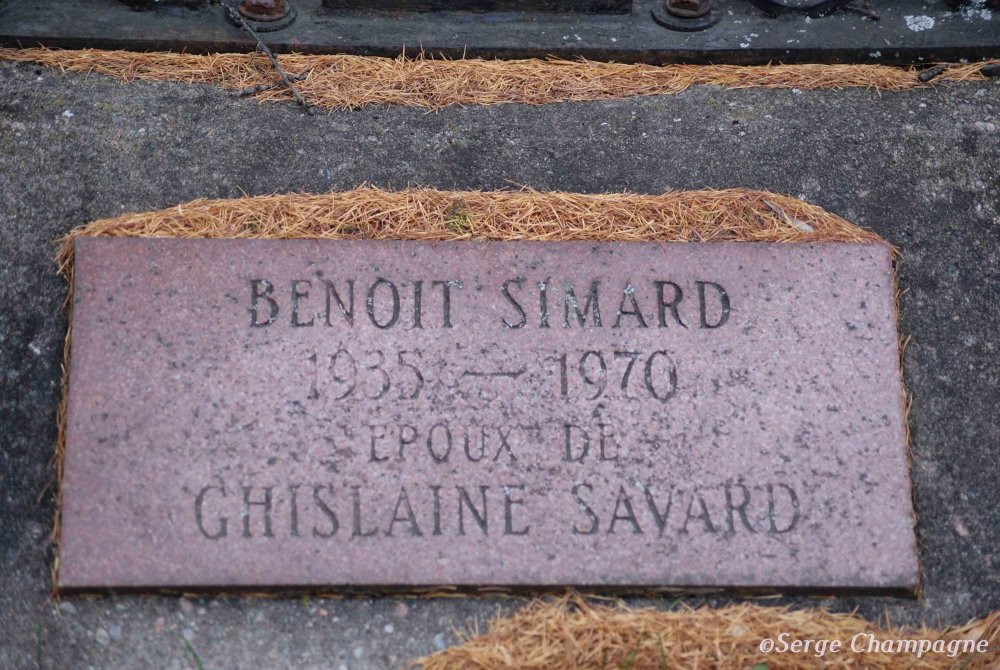 BENOIT SIMARD
1935 — 1970
EPOUX DE
GHISLAINE SAVARD
©Serge Champagne